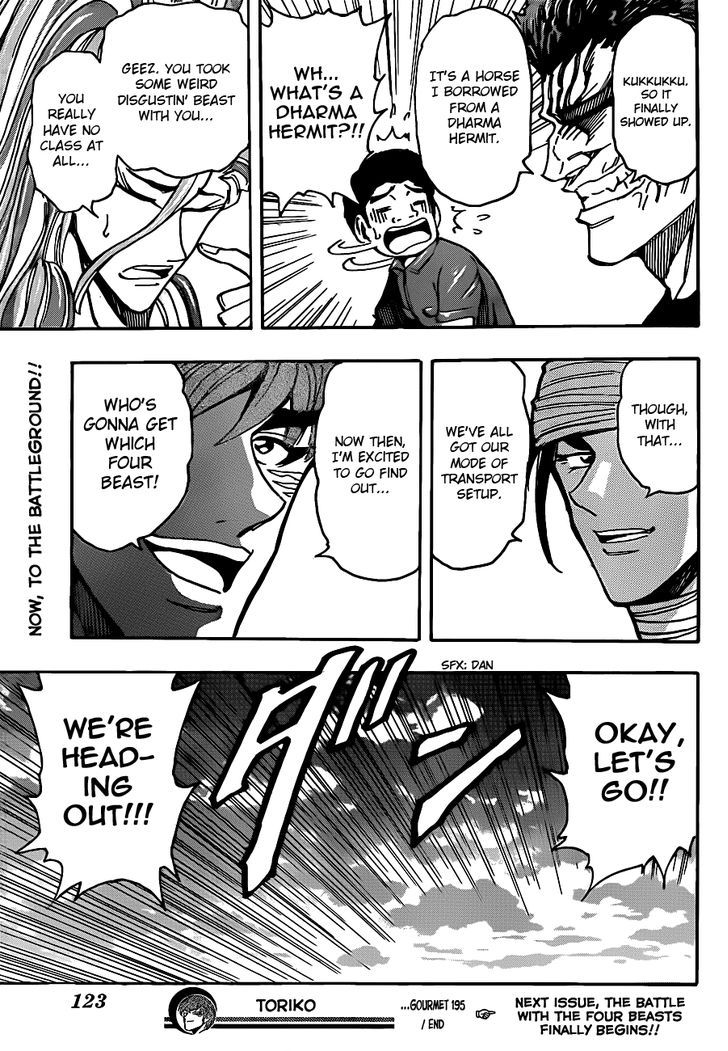 KUKKUKKU.
SO IT
FINALLY
SHOWED UP.
IT'S A HORSE
I BORROWED
FROM A
DHARMA
HERMIT.
WH...
WHAT'S A
DHARMA
HERMIT?!!
GEEZ. YOU TOOK
SOME WEIRD
DISGUSTIN' BEAST
WITH YOU...
YOU
REALLY
HAVE NO
CLASS AT
ALL...
THOUGH,
WITH
THAT...
WE'VE ALL
GOT OUR
MODE OF
TRANSPORT
SETUP.
NOW THEN,
I'M EXCITED
TO GO FIND
OUT...
WHO'S
GONNA GET
WHICH
FOUR
BEAST!
NOW, TO THE BATTLEGROUND!!
SFX: DAN
ダンッ
OKAY,
LET'S
GO!!
WE'RE
HEAD-
ING
OUT!!!
123
TORIKO
...GOURMET 195
/ END
NEXT ISSUE, THE BATTLE
WITH THE FOUR BEASTS
FINALLY BEGINS!!